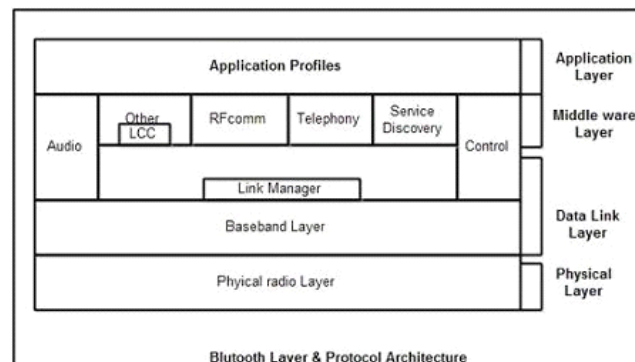 Application Profiles
Application
Layer
Audio
Other
LCC
RFcomm
Telephony
Service
Discovery
Control
Middle ware
Layer
Link Manager
Baseband Layer
Data Link
Layer
Phyical radio Layer
Physical
Layer
Blutooth Layer & Protocol Architecture